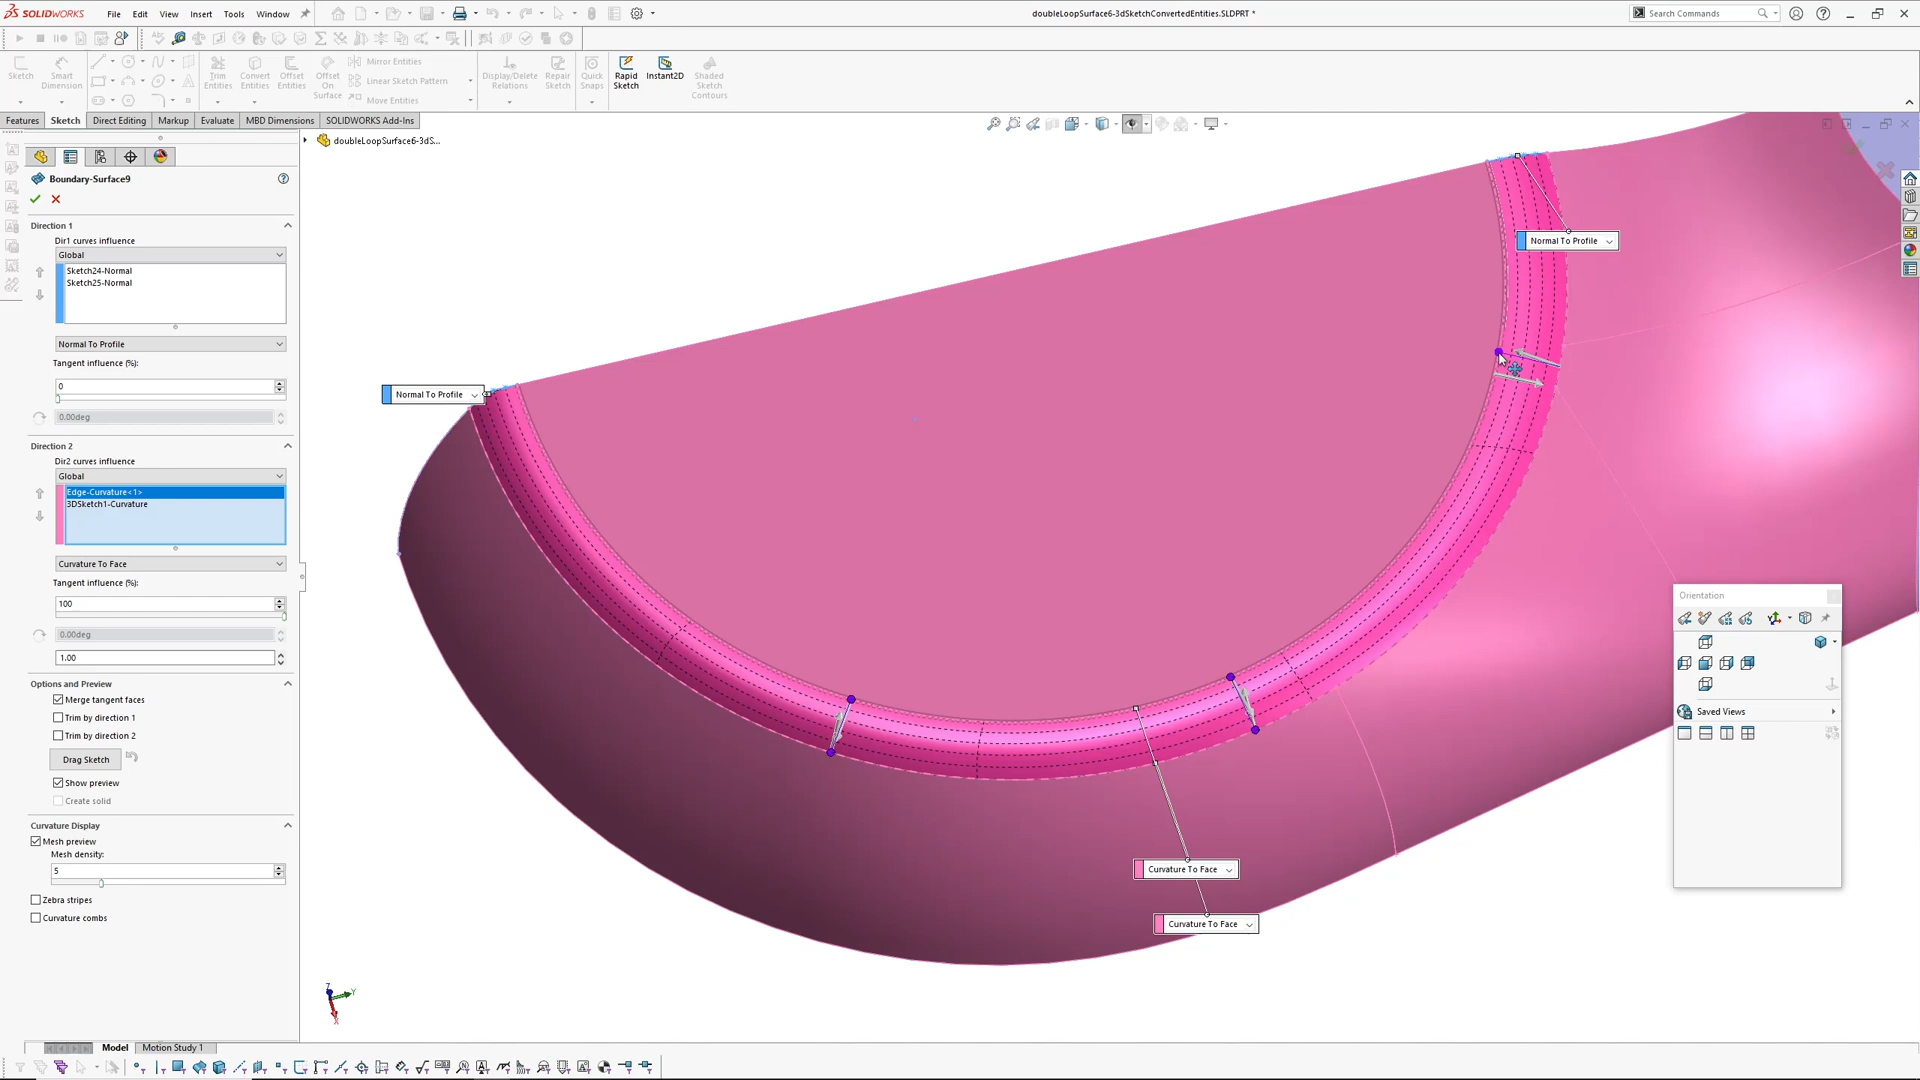 SOLIDWORKS
File
Edit
View
Insert
Tools
Window
doubleLoopSurface6-3dSketchConvertedEntities.SLDPRT *
Search Commands
Sketch
Smart
Dimension
Trim
Entities
Convert
Entities
Offset
Entities
Offset
On
Surface
Mirror Entities
Linear Sketch Pattern
Move Entities
Display/Delete
Relations
Repair
Sketch
Quick
Snaps
Rapid
Sketch
Instant2D
Shaded
Sketch
Contours
Features
Sketch
Direct Editing
Markup
Evaluate
MBD Dimensions
SOLIDWORKS Add-Ins
doubleLoopSurface6-3dS...
Boundary-Surface9
Direction 1
Dir1 curves influence
Global
Sketch24-Normal
Sketch25-Normal
Normal To Profile
Tangent influence (%):
0
0.00deg
Direction 2
Dir2 curves influence
Global
Edge-Curvature<1>
3DSketch1-Curvature
Curvature To Face
Tangent influence (%):
100
0.00deg
1.00
Options and Preview
Merge tangent faces
Trim by direction 1
Trim by direction 2
Drag Sketch
Show preview
Create solid
Curvature Display
Mesh preview
Mesh density:
5
Zebra stripes
Curvature combs
Normal To Profile
Normal To Profile
Curvature To Face
Curvature To Face
Orientation
Saved Views
Z
Y
X
Model
Motion Study 1